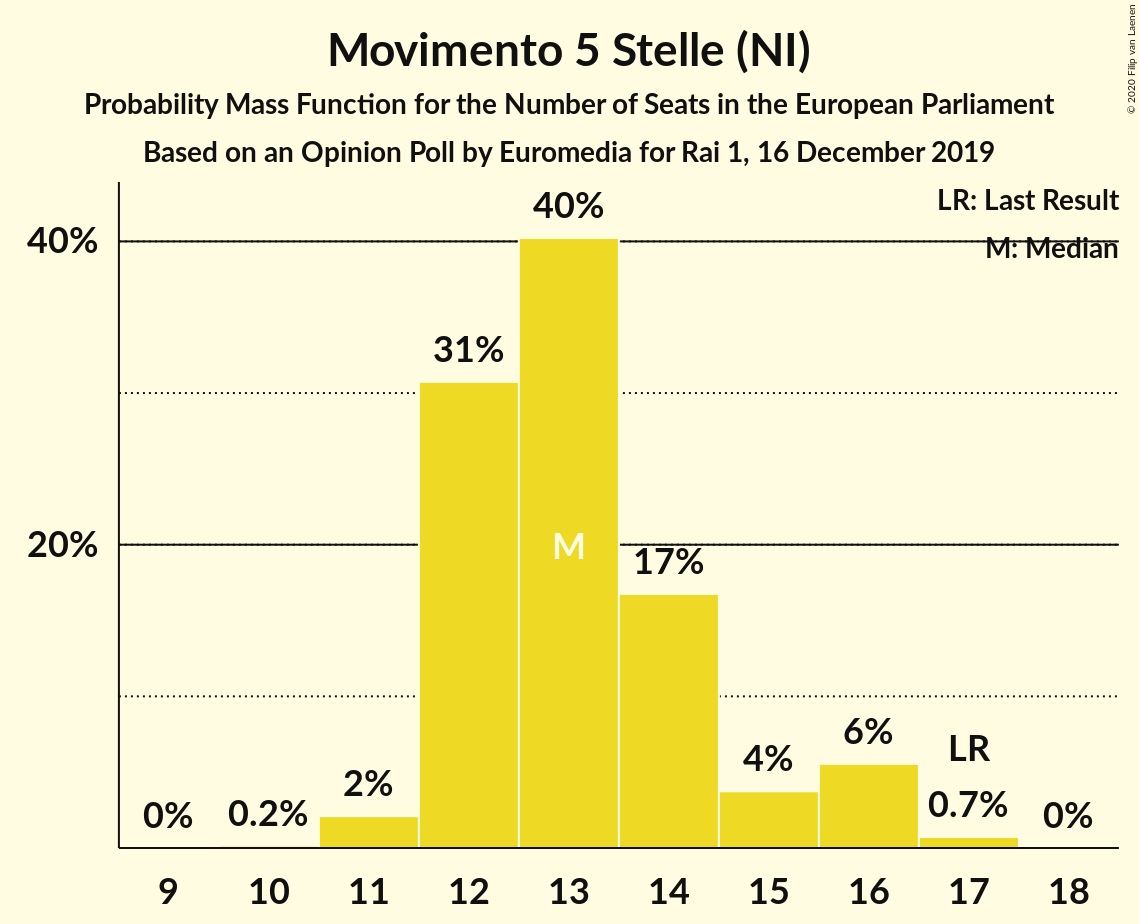 Movimento 5 Stelle (NI)
Probability Mass Function for the Number of Seats in the European Parliament
Based on an Opinion Poll by Euromedia for Rai 1, 16 December 2019
© 2020 Filip van Laenen
LR: Last Result
M: Median
40%
20%
0%
0.2%
2%
31%
40%
M
17%
4%
6%
LR
0.7%
0%
9 10 11 12 13 14 15 16 17 18